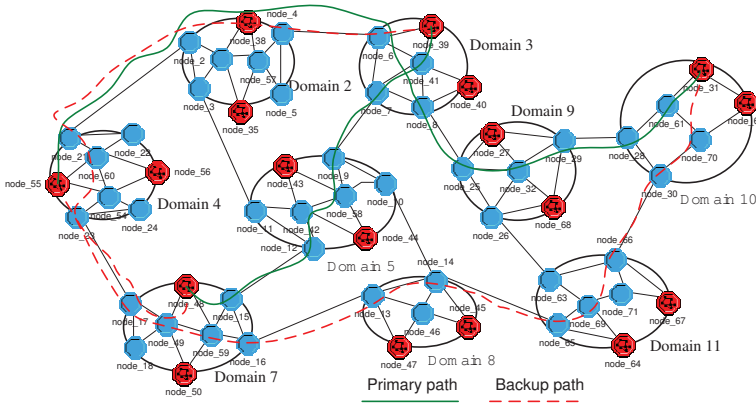 node_4
node_38
node_39
node_2
node_6
Domain 3
node_57
Domain 2
node_41
node_31
node_3
node_40
node_5
node_7
node_8
Domain 9
node_61
node_35
node_27
node_70
node_21
node_22
node_29
node_28
node_60
node_56
node_9
node_32
node_55
node_43
node_25
node_30
node_54
Domain 4
node_58
node_10
Domain 10
node_23
node_24
node_11
node_42
node_44
node_26
node_68
node_12
Domain 5
node_66
node_14
node_63
node_48
node_45
node_71
node_17
node_15
node_13
node_69
node_67
node_49
node_46
node_65
node_18
node_59
node_16
node_47
Domain 8
node_64
Domain 11
node_50
Domain 7
Primary path
Backup path